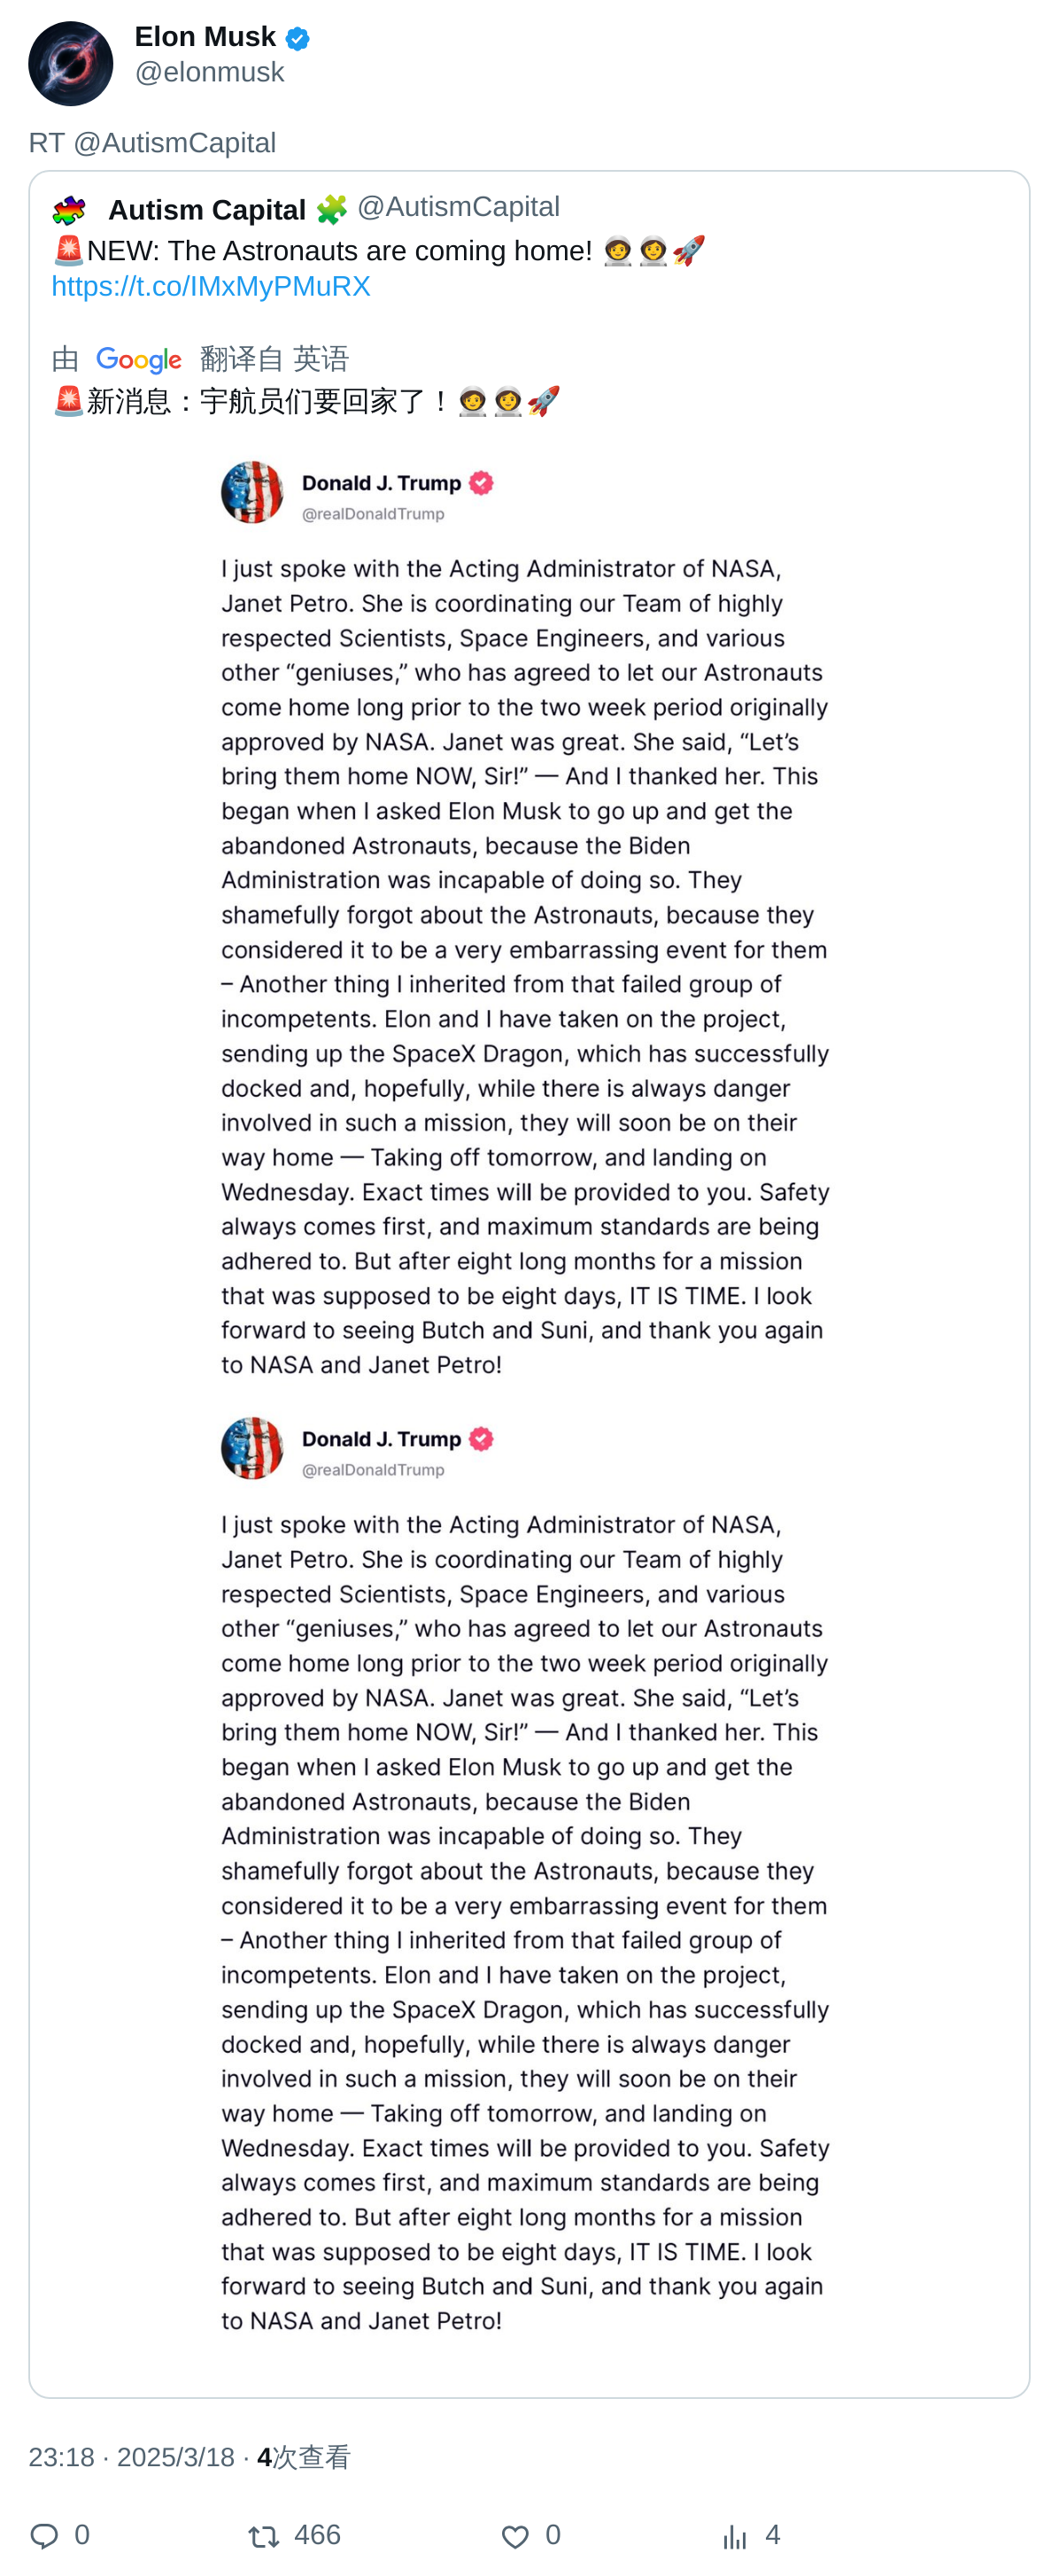 Elon Musk
@elonmusk
RT @AutismCapital
Autism Capital 🧩 @AutismCapital
🚨NEW: The Astronauts are coming home! 🧑‍🚀👩‍🚀🚀
https://t.co/IMxMyPMuRX
由 Google 翻译自 英语
🚨新消息：宇航员们要回家了！🧑‍🚀👩‍🚀🚀
Donald J. Trump
@realDonaldTrump
I just spoke with the Acting Administrator of NASA,
Janet Petro. She is coordinating our Team of highly
respected Scientists, Space Engineers, and various
other “geniuses,” who has agreed to let our Astronauts
come home long prior to the two week period originally
approved by NASA. Janet was great. She said, “Let’s
bring them home NOW, Sir!” — And I thanked her. This
began when I asked Elon Musk to go up and get the
abandoned Astronauts, because the Biden
Administration was incapable of doing so. They
shamefully forgot about the Astronauts, because they
considered it to be a very embarrassing event for them
– Another thing I inherited from that failed group of
incompetents. Elon and I have taken on the project,
sending up the SpaceX Dragon, which has successfully
docked and, hopefully, while there is always danger
involved in such a mission, they will soon be on their
way home — Taking off tomorrow, and landing on
Wednesday. Exact times will be provided to you. Safety
always comes first, and maximum standards are being
adhered to. But after eight long months for a mission
that was supposed to be eight days, IT IS TIME. I look
forward to seeing Butch and Suni, and thank you again
to NASA and Janet Petro!
Donald J. Trump
@realDonaldTrump
I just spoke with the Acting Administrator of NASA,
Janet Petro. She is coordinating our Team of highly
respected Scientists, Space Engineers, and various
other “geniuses,” who has agreed to let our Astronauts
come home long prior to the two week period originally
approved by NASA. Janet was great. She said, “Let’s
bring them home NOW, Sir!” — And I thanked her. This
began when I asked Elon Musk to go up and get the
abandoned Astronauts, because the Biden
Administration was incapable of doing so. They
shamefully forgot about the Astronauts, because they
considered it to be a very embarrassing event for them
– Another thing I inherited from that failed group of
incompetents. Elon and I have taken on the project,
sending up the SpaceX Dragon, which has successfully
docked and, hopefully, while there is always danger
involved in such a mission, they will soon be on their
way home — Taking off tomorrow, and landing on
Wednesday. Exact times will be provided to you. Safety
always comes first, and maximum standards are being
adhered to. But after eight long months for a mission
that was supposed to be eight days, IT IS TIME. I look
forward to seeing Butch and Suni, and thank you again
to NASA and Janet Petro!
23:18 · 2025/3/18 · 4次查看
0 466 0 4